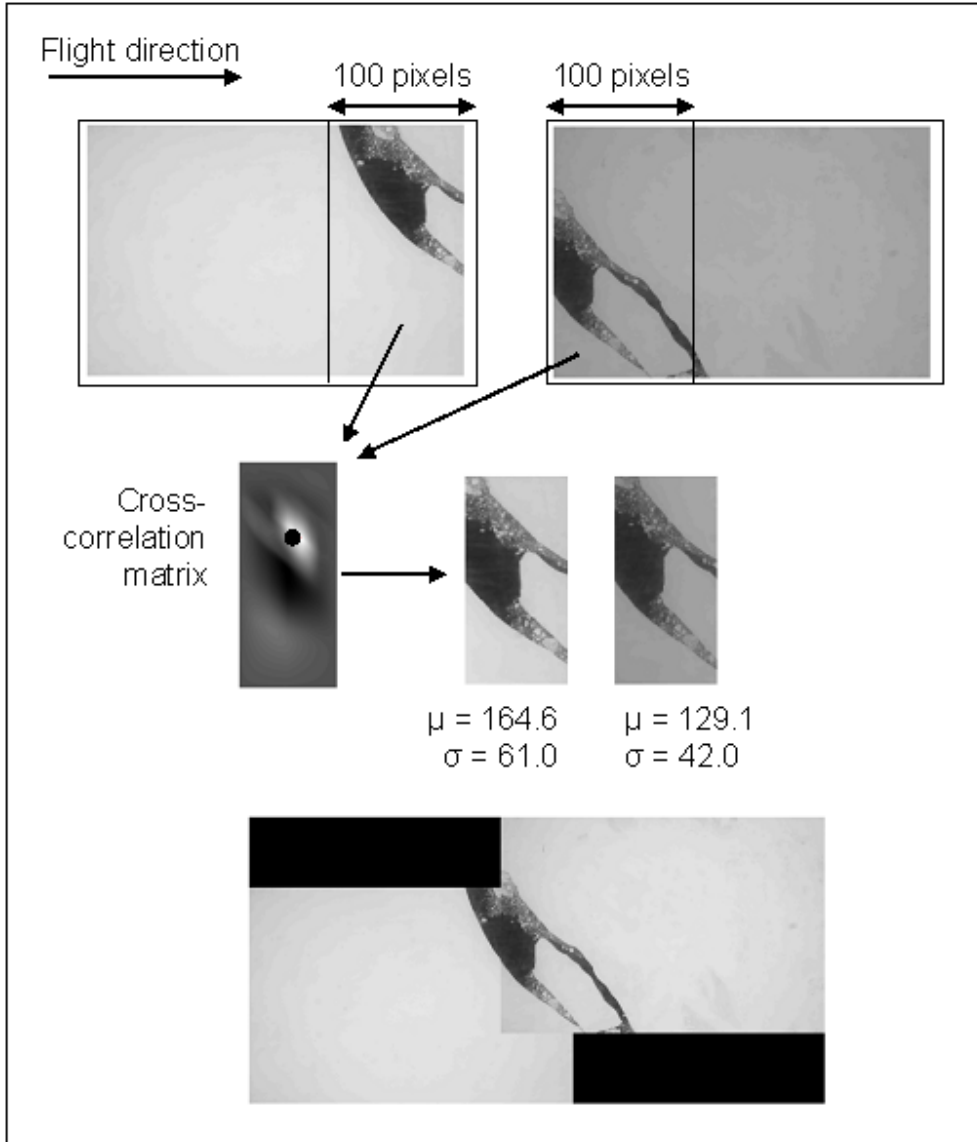 Flight direction
100 pixels
100 pixels
Cross-
correlation
matrix
μ = 164.6
σ = 61.0
μ = 129.1
σ = 42.0